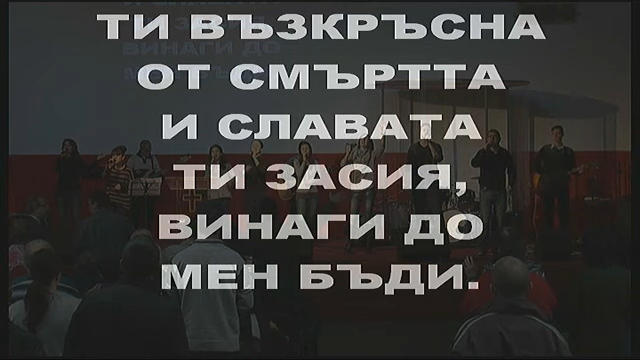 ТИ ВЪЗКРЪСНА
ОТ СМЪРТТА
И СЛАВАТА
ТИ ЗАСИЯ,
ВИНАГИ ДО
МЕН БЪДИ.